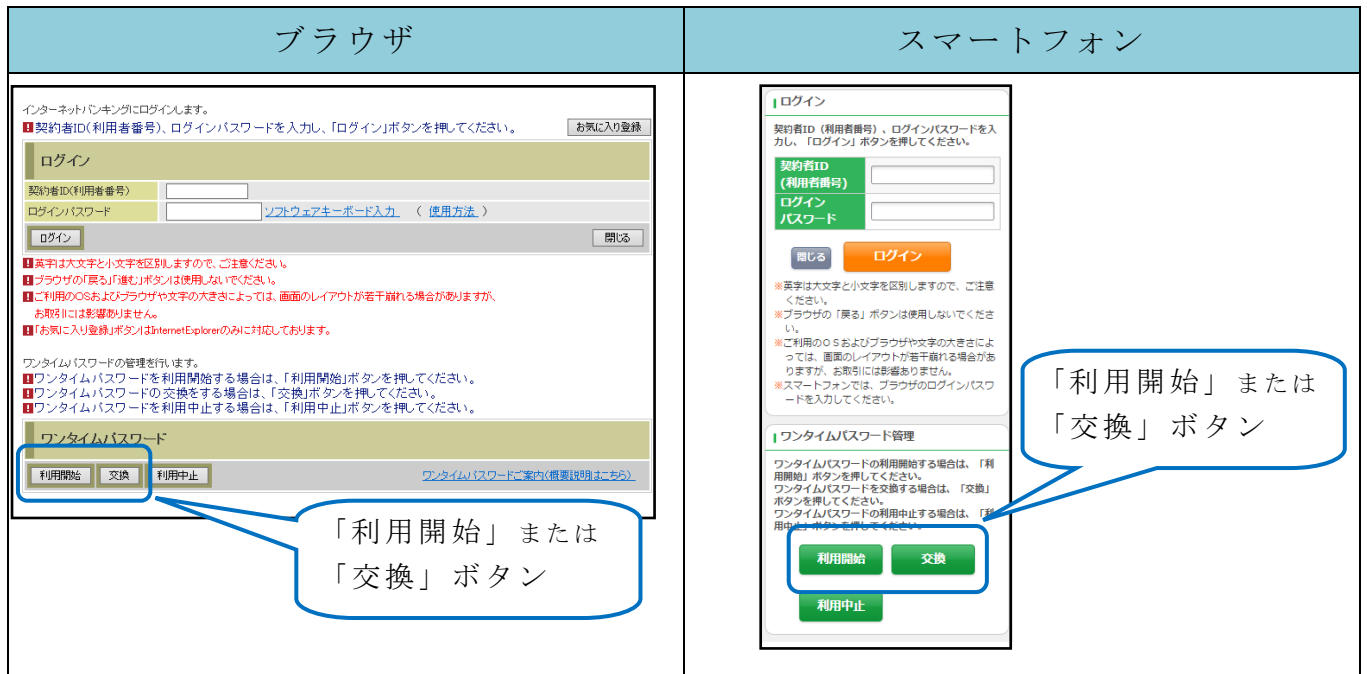 ブラウザ
スマートフォン
インターネットバンキングにログインします。
契約者ID(利用者番号)、ログインパスワードを入力し、「ログイン」ボタンを押してください。
お気に入り登録
ログイン
契約者ID(利用者番号)
ログインパスワード
ソフトウェアキーボード入力 ( 使用方法 )
ログイン
閉じる
英字は大文字と小文字を区別しますので、ご注意ください。
ブラウザの「戻る」「進む」ボタンは使用しないでください。
ご利用のOSおよびブラウザや文字の大きさによっては、画面のレイアウトが若干崩れる場合がありますが、
お取引には影響ありません。
「お気に入り登録」ボタンはInternetExplorerのみに対応しております。
ワンタイムパスワードの管理を行います。
ワンタイムパスワードを利用開始する場合は、「利用開始」ボタンを押してください。
ワンタイムパスワードの交換をする場合は、「交換」ボタンを押してください。
ワンタイムパスワードを利用中止する場合は、「利用中止」ボタンを押してください。
ワンタイムパスワード
利用開始
交換
利用中止
ワンタイムパスワードご案内(概要説明はこちら)
「利用開始」または
「交換」ボタン
ログイン
契約者ID(利用者番号)、ログインパスワードを入
力し、「ログイン」ボタンを押してください。
契約者ID
(利用者番号)
ログイン
パスワード
閉じる
ログイン
※英字は大文字と小文字を区別しますので、ご注意
ください。
※ブラウザの「戻る」ボタンは使用しないでくださ
い。
※ご利用のOSおよびブラウザや文字の大きさによ
っては、画面のレイアウトが若干崩れる場合があ
りますが、お取引には影響ありません。
※スマートフォンでは、ブラウザのログインパスワ
ードを入力してください。
ワンタイムパスワード管理
ワンタイムパスワードの利用開始する場合は、「利
用開始」ボタンを押してください。
ワンタイムパスワードを交換する場合は、「交換」
ボタンを押してください。
ワンタイムパスワードの利用中止する場合は、「利
用中止」ボタンを押してください。
利用開始
交換
利用中止
「利用開始」または
「交換」ボタン